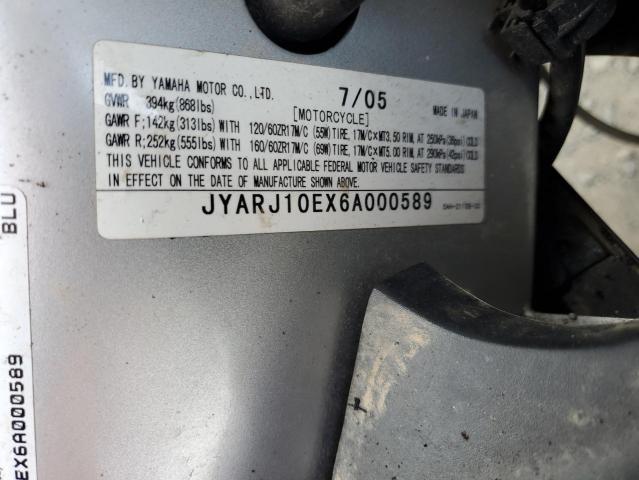 MFD. BY YAMAHA MOTOR CO., LTD. 7/05 MADE IN JAPAN
GVWR 394kg(868lbs) [MOTORCYCLE]
GAWR F;142kg(313lbs) WITH 120/60ZR17M/C (55W) TIRE, 17M/C×MT3.50 RIM, AT 250kPa(36psi) COLD
GAWR R;252kg(555lbs) WITH 160/60ZR17M/C (69W) TIRE, 17M/C×MT5.00 RIM, AT 290kPa(42psi) COLD
THIS VEHICLE CONFORMS TO ALL APPLICABLE FEDERAL MOTOR VEHICLE SAFETY STANDARDS
IN EFFECT ON THE DATE OF MANUFACTURE SHOWN ABOVE.
JYARJ10EX6A000589
BLU
EX6A000589